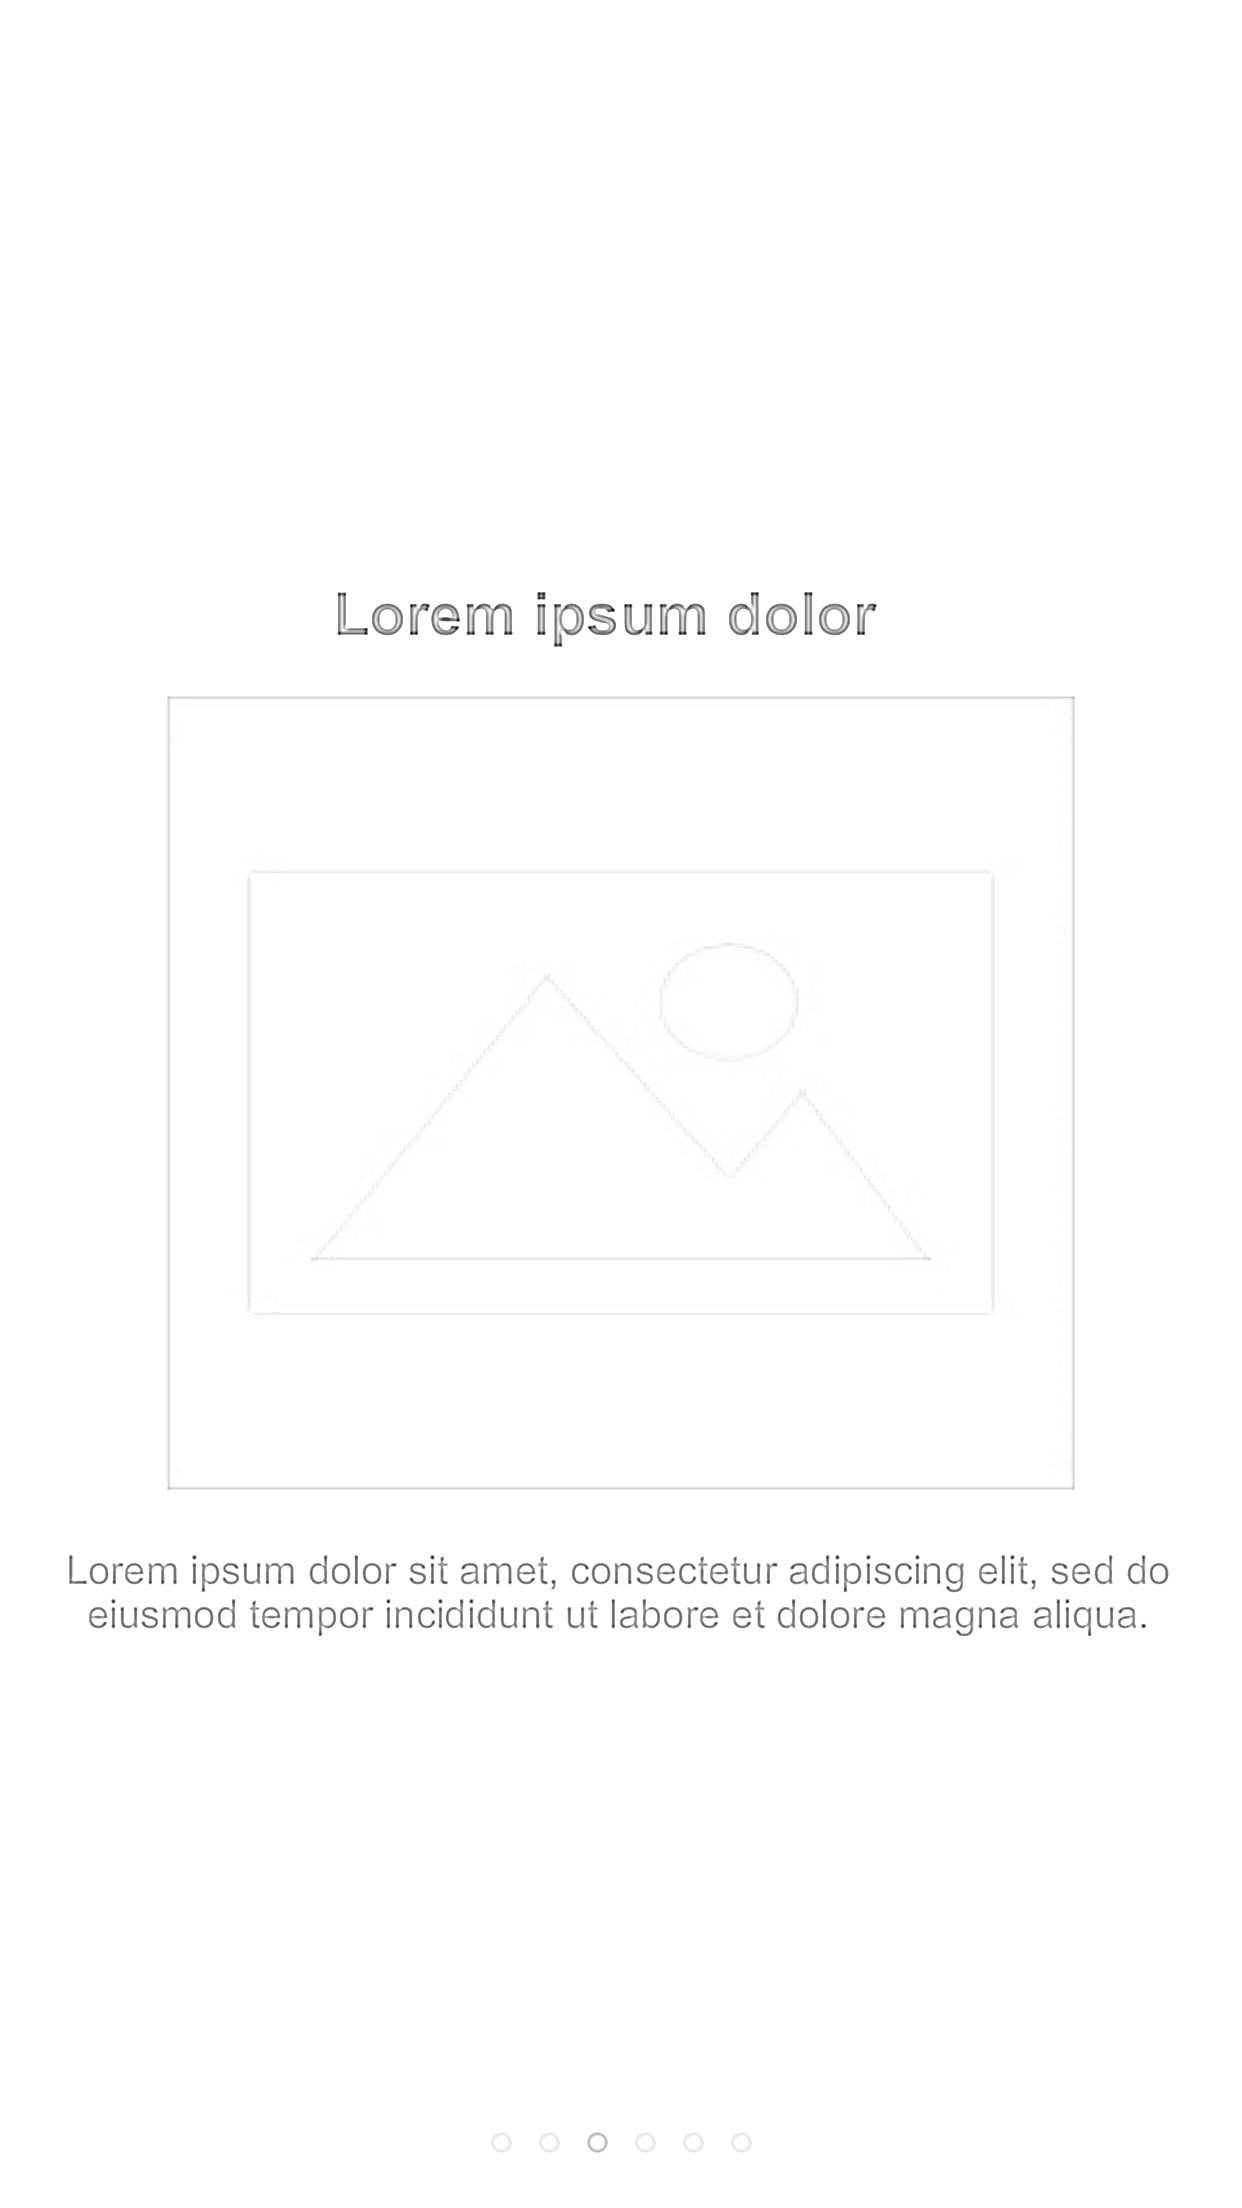 Lorem ipsum dolor
Lorem ipsum dolor sit amet, consectetur adipiscing elit, sed do
eiusmod tempor incididunt ut labore et dolore magna aliqua.